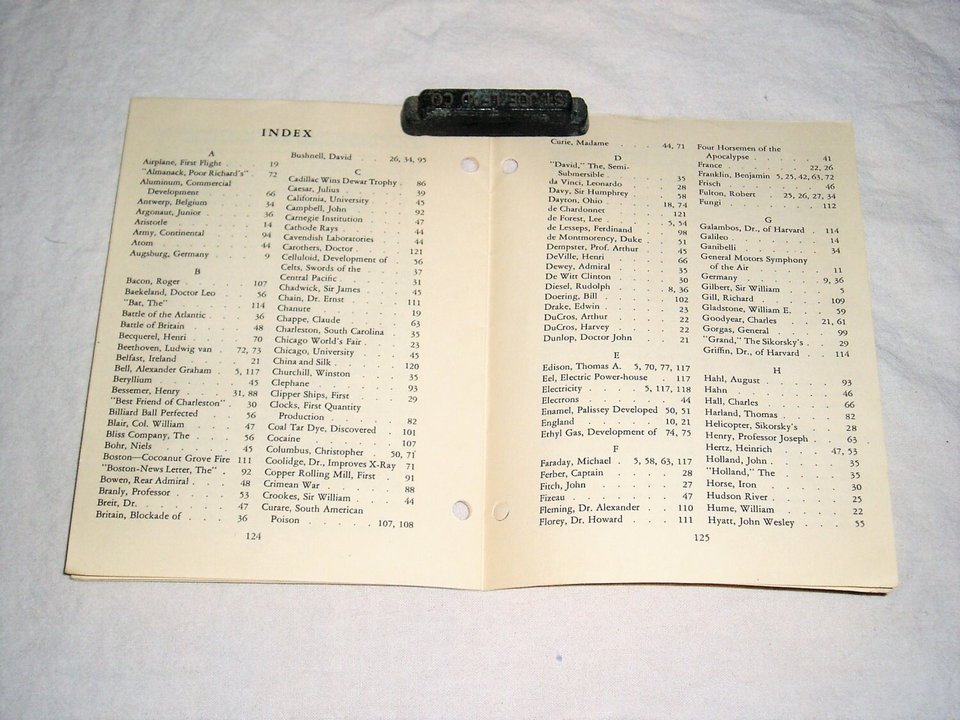 ST. JOE LEAD CO.
INDEX
A
Airplane, First Flight . . . 19
"Almanack, Poor Richard's" . 72
Aluminum, Commercial
Development . . . . 66
Antwerp, Belgium . . . 34
Argonaut, Junior . . . . 36
Aristotle . . . . . . 14
Army, Continental . . . 94
Atom . . . . . . . 44
Augsburg, Germany . . . 9
B
Bacon, Roger . . . . . 107
Baekeland, Doctor Leo . . 56
"Bat, The" . . . . . 114
Battle of the Atlantic . . . 36
Battle of Britain . . . . 48
Becquerel, Henri . . . . 70
Beethoven, Ludwig van . . 72, 73
Belfast, Ireland . . . . 21
Bell, Alexander Graham . . 5, 117
Beryllium . . . . . . 45
Bessemer, Henry . . . . 31, 88
"Best Friend of Charleston" . 30
Billiard Ball Perfected . . . 56
Blair, Col. William . . . 47
Bliss Company, The . . . 56
Bohr, Niels . . . . . 45
Boston—Cocoanut Grove Fire 111
"Boston-News Letter, The" . . 92
Bowen, Rear Admiral . . . 48
Branly, Professor . . . . 53
Breit, Dr. . . . . . 47
Britain, Blockade of . . . 36
124
Bushnell, David . . . 26, 34, 95
C
Cadillac Wins Dewar Trophy . 86
Caesar, Julius . . . . . 39
California, University . . . 45
Campbell, John . . . . 92
Carnegie Institution . . . 47
Cathode Rays . . . . . 44
Cavendish Laboratories . . 44
Carothers, Doctor . . . . 121
Celluloid, Development of . . 56
Celts, Swords of the . . . 37
Central Pacific . . . . . 31
Chadwick, Sir James . . . 45
Chain, Dr. Ernst . . . . 111
Chanute . . . . . . 19
Chappe, Claude . . . . 63
Charleston, South Carolina . 35
Chicago World's Fair . . . 23
Chicago, University . . . 45
China and Silk . . . . 120
Churchill, Winston . . . 35
Clephane . . . . . . 93
Clipper Ships, First . . . 29
Clocks, First Quantity
Production . . . . . 82
Coal Tar Dye, Discovered . . 101
Cocaine . . . . . . 107
Columbus, Christopher . . 50, 71
Coolidge, Dr., Improves X-Ray 71
Copper Rolling Mill, First . . 91
Crimean War . . . . . 88
Crookes, Sir William . . . 44
Curare, South American
Poison . . . . . 107, 108
Curie, Madame . . . . 44, 71
D
"David," The, Semi-
Submersible . . . . . 35
da Vinci, Leonardo . . . 28
Davy, Sir Humphrey . . . 58
Dayton, Ohio . . . . 18, 74
de Chardonnet . . . . 121
de Forest, Lee . . . . 5, 54
de Lesseps, Ferdinand . . . 98
de Montmorency, Duke . . 51
Dempster, Prof. Arthur . . 45
DeVille, Henri . . . . 66
Dewey, Admiral . . . . 35
De Witt Clinton . . . . 30
Diesel, Rudolph . . . . 8, 36
Doering, Bill . . . . . 102
Drake, Edwin . . . . . 23
DuCros, Arthur . . . . 22
DuCros, Harvey . . . . 22
Dunlop, Doctor John . . . 21
E
Edison, Thomas A. 5, 70, 77, 117
Eel, Electric Power-house . . 117
Electricity . . . . 5, 117, 118
Electrons . . . . . . 44
Enamel, Palissey Developed 50, 51
England . . . . . 10, 21
Ethyl Gas, Development of 74, 75
F
Faraday, Michael . 5, 58, 63, 117
Ferber, Captain . . . . 28
Fitch, John . . . . . 27
Fizeau . . . . . . . 47
Fleming, Dr. Alexander . . 110
Florey, Dr. Howard . . . 111
125
Four Horsemen of the
Apocalypse . . . . . 41
France . . . . . 22, 26
Franklin, Benjamin 5, 25, 42, 63, 72
Frisch . . . . . . . 46
Fulton, Robert . . 25, 26, 27, 34
Fungi . . . . . . . 112
G
Galambos, Dr., of Harvard . 114
Galileo . . . . . . 14
Ganibelli . . . . . . 34
General Motors Symphony
of the Air . . . . . 11
Germany . . . . . 9, 36
Gilbert, Sir William . . . 5
Gill, Richard . . . . . 109
Gladstone, William E. . . . 59
Goodyear, Charles . . . 21, 61
Gorgas, General . . . . 99
"Grand," The Sikorsky's . . 29
Griffin, Dr., of Harvard . . 114
H
Hahl, August . . . . . 93
Hahn . . . . . . . 46
Hall, Charles . . . . . 66
Harland, Thomas . . . . 82
Helicopter, Sikorsky's . . . 28
Henry, Professor Joseph . . 63
Hertz, Heinrich . . . . 47, 53
Holland, John . . . . . 35
"Holland," The . . . . 35
Horse, Iron . . . . . 30
Hudson River . . . . . 25
Hume, William . . . . 22
Hyatt, John Wesley . . . 55